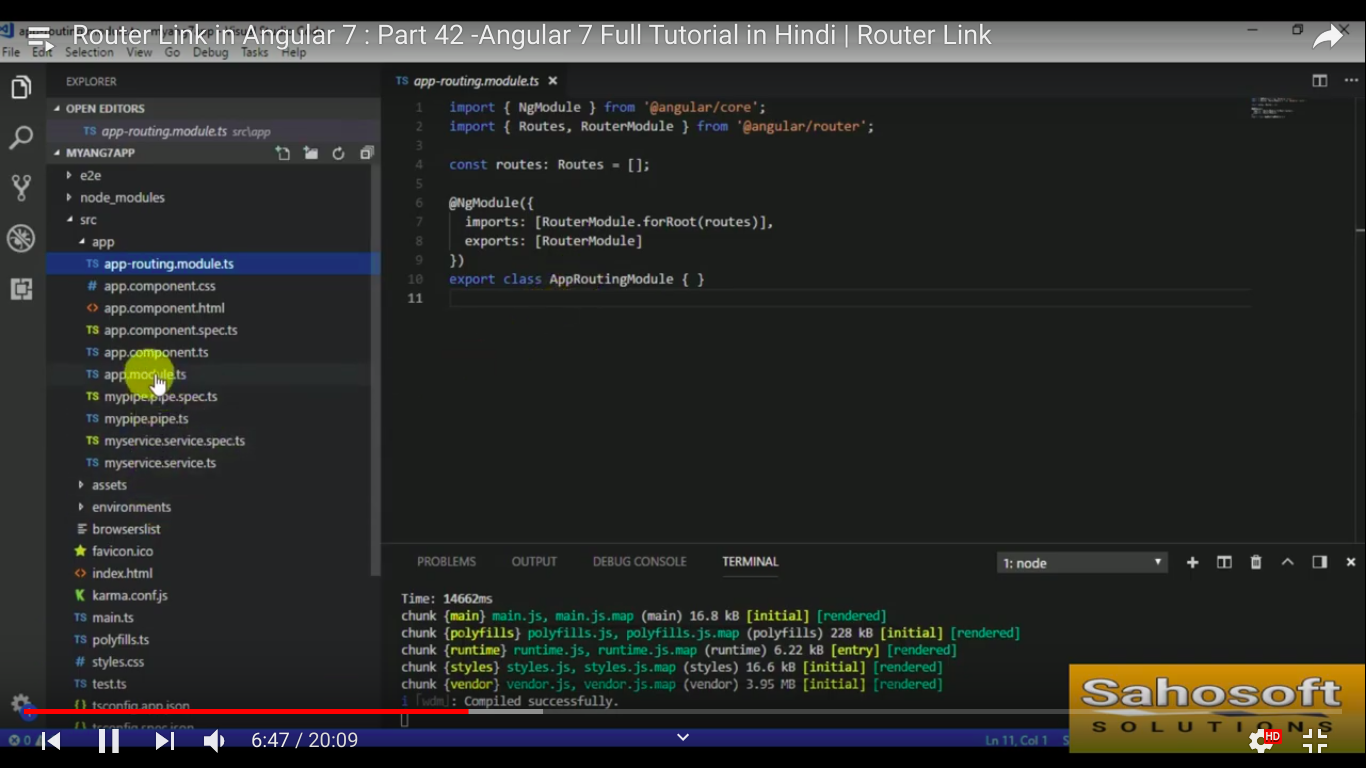 Router Link in Angular 7 : Part 42 -Angular 7 Full Tutorial in Hindi | Router Link
File Edit Selection View Go Debug Tasks Help
EXPLORER
OPEN EDITORS
TS app-routing.module.ts src\app
MYANG7APP
e2e
node_modules
src
app
TS app-routing.module.ts
# app.component.css
<> app.component.html
TS app.component.spec.ts
TS app.component.ts
TS app.module.ts
TS mypipe.pipe.spec.ts
TS mypipe.pipe.ts
TS myservice.service.spec.ts
TS myservice.service.ts
assets
environments
browserslist
favicon.ico
<> index.html
karma.conf.js
TS main.ts
TS polyfills.ts
# styles.css
TS test.ts
{} tsconfig.app.json
{} tsconfig.spec.json
TS app-routing.module.ts ×
1 import { NgModule } from '@angular/core';
2 import { Routes, RouterModule } from '@angular/router';
3
4 const routes: Routes = [];
5
6 @NgModule({
7 imports: [RouterModule.forRoot(routes)],
8 exports: [RouterModule]
9 })
10 export class AppRoutingModule { }
11
PROBLEMS OUTPUT DEBUG CONSOLE TERMINAL 1: node
Time: 14662ms
chunk {main} main.js, main.js.map (main) 16.8 kB [initial] [rendered]
chunk {polyfills} polyfills.js, polyfills.js.map (polyfills) 228 kB [initial] [rendered]
chunk {runtime} runtime.js, runtime.js.map (runtime) 6.22 kB [entry] [rendered]
chunk {styles} styles.js, styles.js.map (styles) 16.6 kB [initial] [rendered]
chunk {vendor} vendor.js, vendor.js.map (vendor) 3.95 MB [initial] [rendered]
i [wdm]: Compiled successfully.
Sahosoft
SOLUTIONS
6:47 / 20:09
Ln 11, Col 1
HD